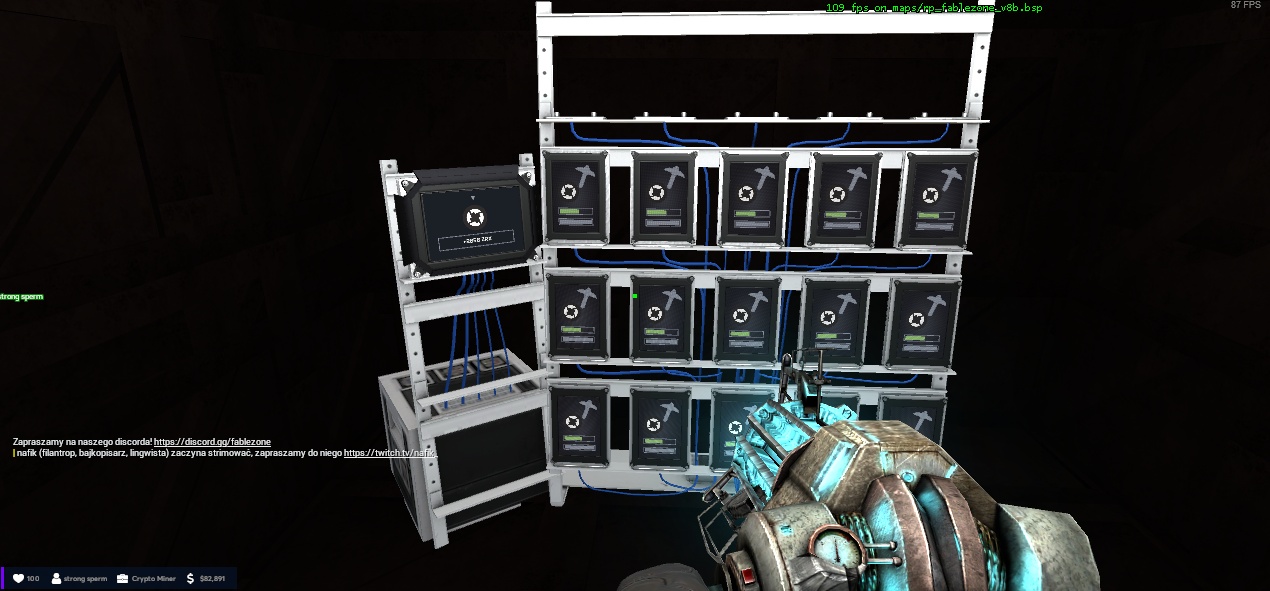 109 fps on maps/rp_fablezone_v8b.bsp
87 FPS
strong sperm
Zapraszamy na naszego discorda! https://discord.gg/fablezone
| nafik (filantrop, bajkopisarz, lingwista) zaczyna strimować, zapraszamy do niego https://twitch.tv/nafik
100
strong sperm
Crypto Miner
$82,891